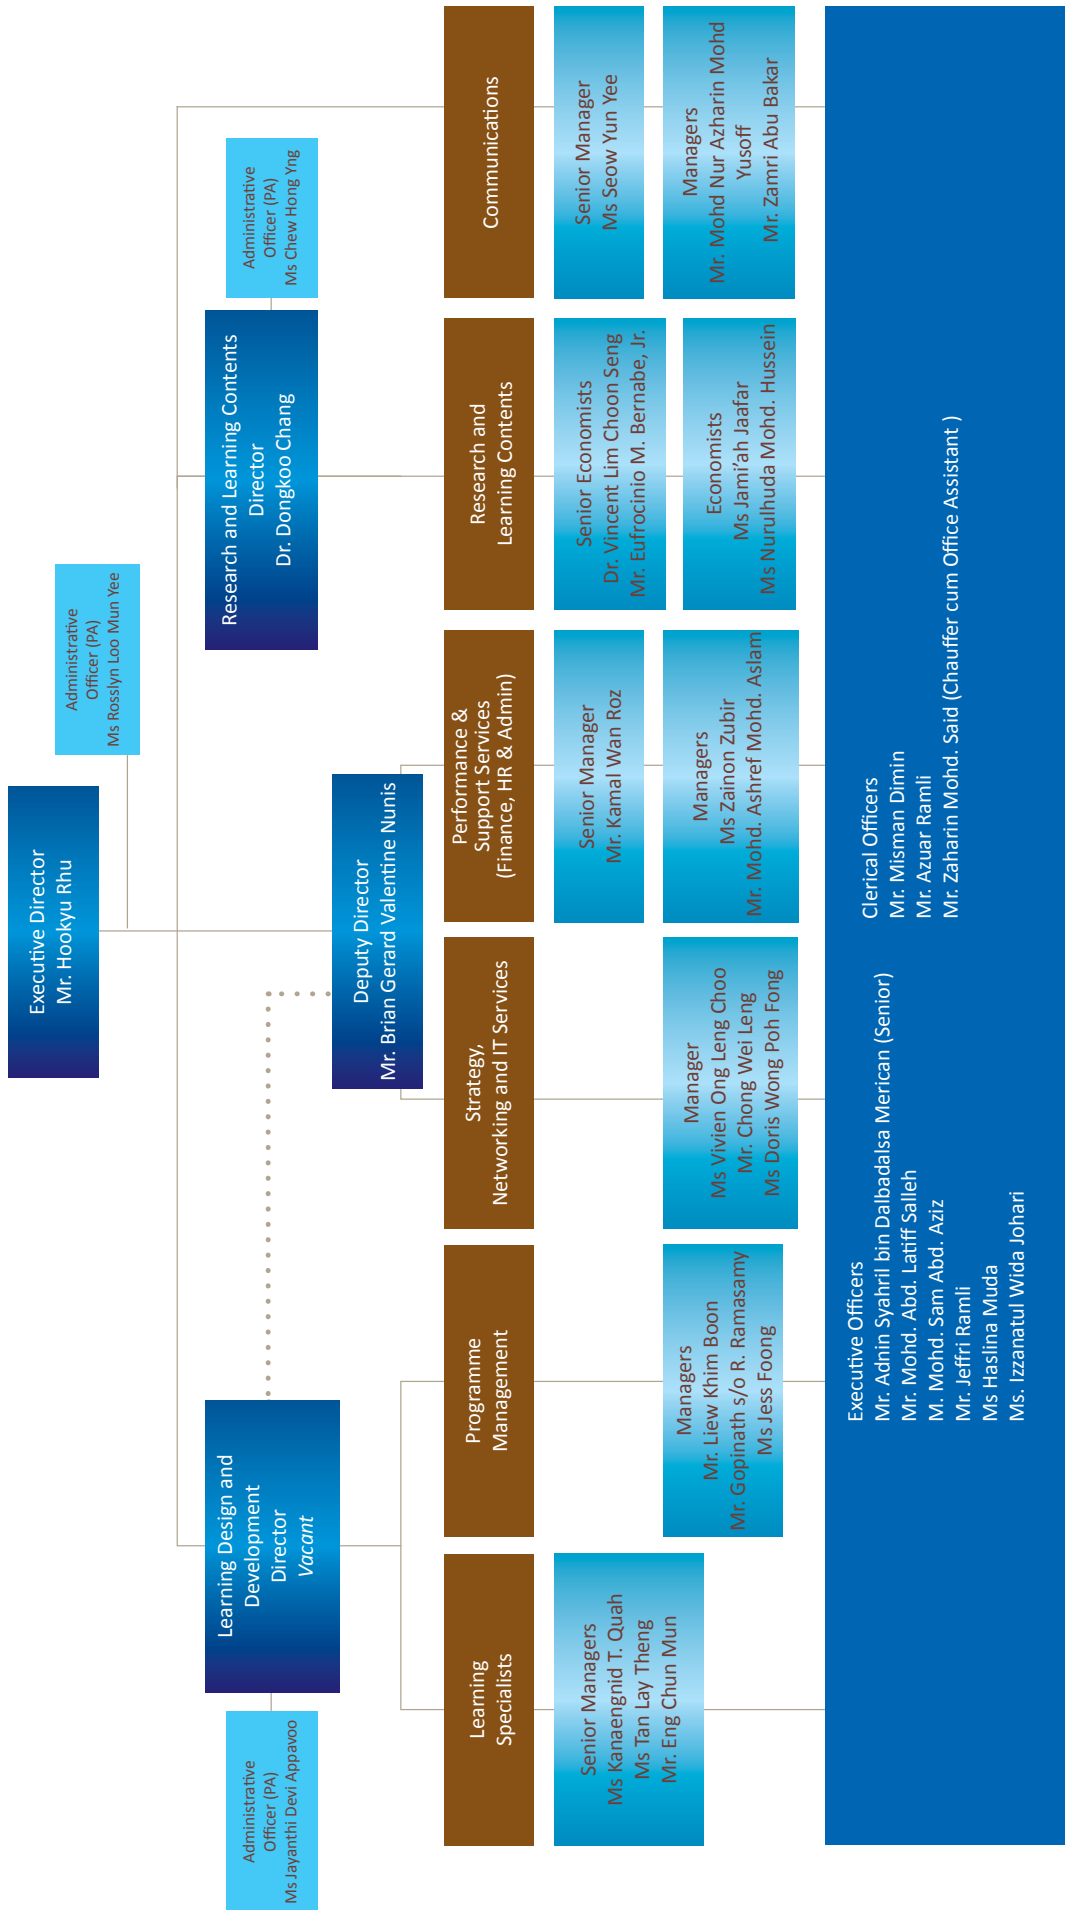 Executive Director
Mr. Hookyu Rhu
Administrative
Officer (PA)
Ms Rosslyn Loo Mun Yee
Administrative
Officer (PA)
Ms Jayanthi Devi Appavoo
Learning Design and
Development
Director
Vacant
Deputy Director
Mr. Brian Gerard Valentine Nunis
Research and Learning Contents
Director
Dr. Dongkoo Chang
Administrative
Officer (PA)
Ms Chew Hong Yng
Learning
Specialists
Programme
Management
Strategy,
Networking and IT Services
Performance &
Support Services
(Finance, HR & Admin)
Research and
Learning Contents
Communications
Senior Managers
Ms Kanaengnid T. Quah
Ms Tan Lay Theng
Mr. Eng Chun Mun
Managers
Mr. Liew Khim Boon
Mr. Gopinath s/o R. Ramasamy
Ms Jess Foong
Manager
Ms Vivien Ong Leng Choo
Mr. Chong Wei Leng
Ms Doris Wong Poh Fong
Senior Manager
Mr. Kamal Wan Roz
Managers
Ms Zainon Zubir
Mr. Mohd. Ashref Mohd. Aslam
Senior Economists
Dr. Vincent Lim Choon Seng
Mr. Eufrocinio M. Bernabe, Jr.
Economists
Ms Jami’ah Jaafar
Ms Nurulhuda Mohd. Hussein
Senior Manager
Ms Seow Yun Yee
Managers
Mr. Mohd Nur Azharin Mohd
Yusoff
Mr. Zamri Abu Bakar
Executive Officers
Mr. Adnin Syahril bin Dalbadalsa Merican (Senior)
Mr. Mohd. Abd. Latiff Salleh
M. Mohd. Sam Abd. Aziz
Mr. Jeffri Ramli
Ms Haslina Muda
Ms. Izzanatul Wida Johari
Clerical Officers
Mr. Misman Dimin
Mr. Azuar Ramli
Mr. Zaharin Mohd. Said (Chauffer cum Office Assistant )